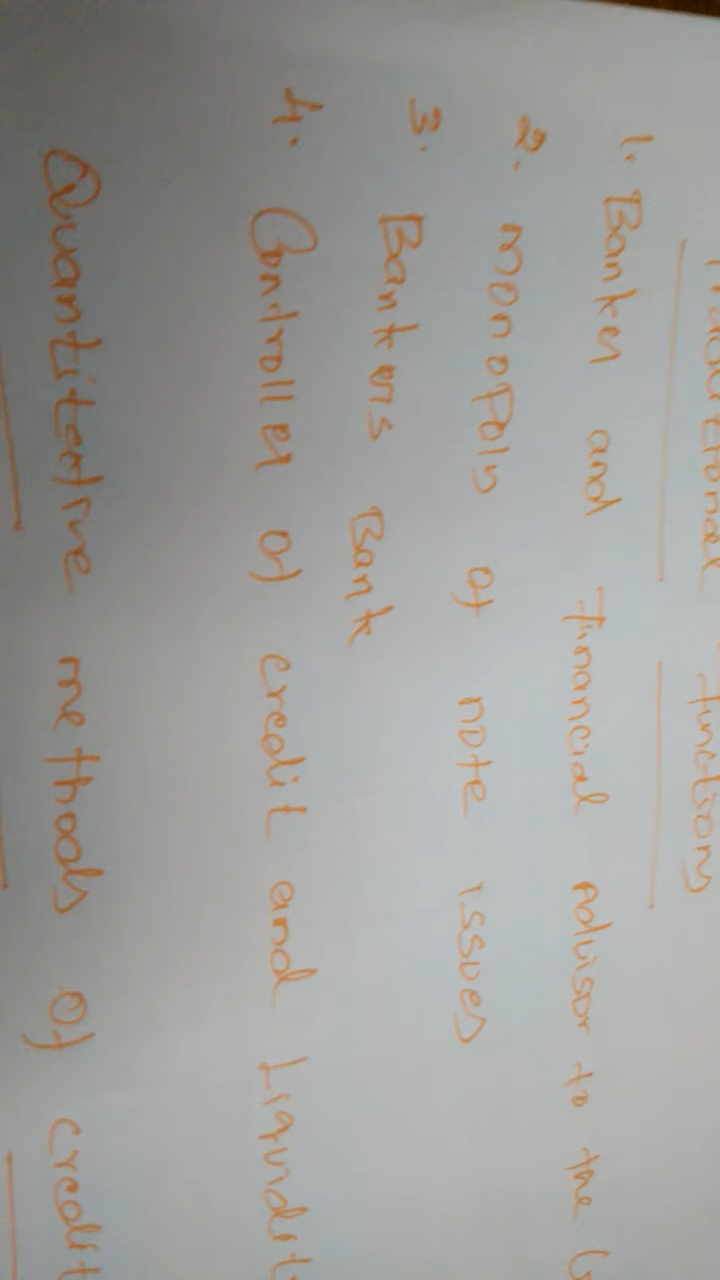 functions
1. Banker and Financial Advisor to the
2. monopoly of note issues
3. Bankers Bank
4. Controller of credit and Liquidity
Quantitative methods of credit